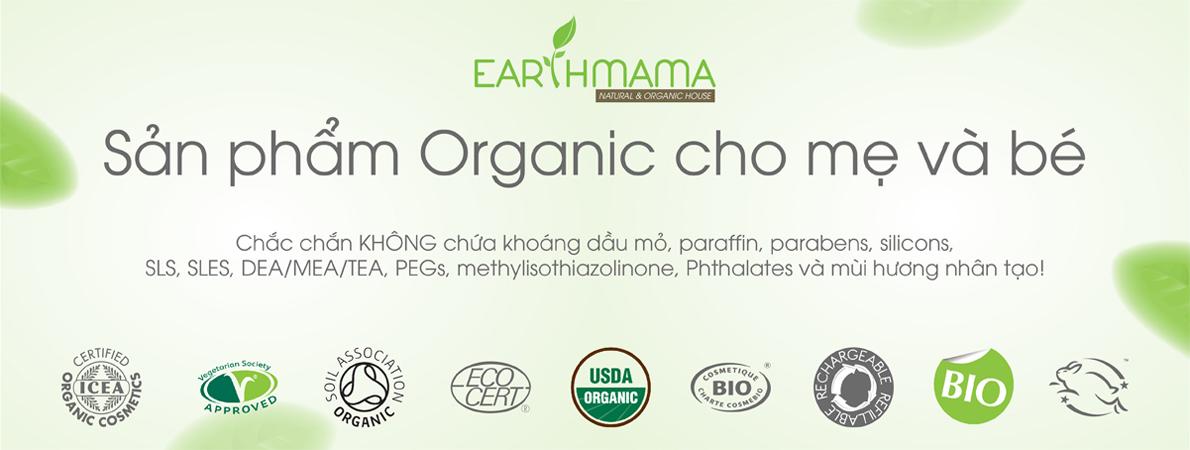 EARTHMAMA
NATURAL & ORGANIC HOUSE
Sản phẩm Organic cho mẹ và bé
Chắc chắn KHÔNG chứa khoáng dầu mỏ, paraffin, parabens, silicons,
SLS, SLES, DEA/MEA/TEA, PEGs, methylisothiazolinone, Phthalates và mùi hương nhân tạo!
CERTIFIED
ICEA
ORGANIC COSMETICS
Vegetarian Society
APPROVED
SOIL ASSOCIATION
ORGANIC
ECO
CERT
®
USDA
ORGANIC
COSMETIQUE
BIO
CHARTE COSMEBIO
®
RECHARGEABLE
REFILLABLE
BIO
™